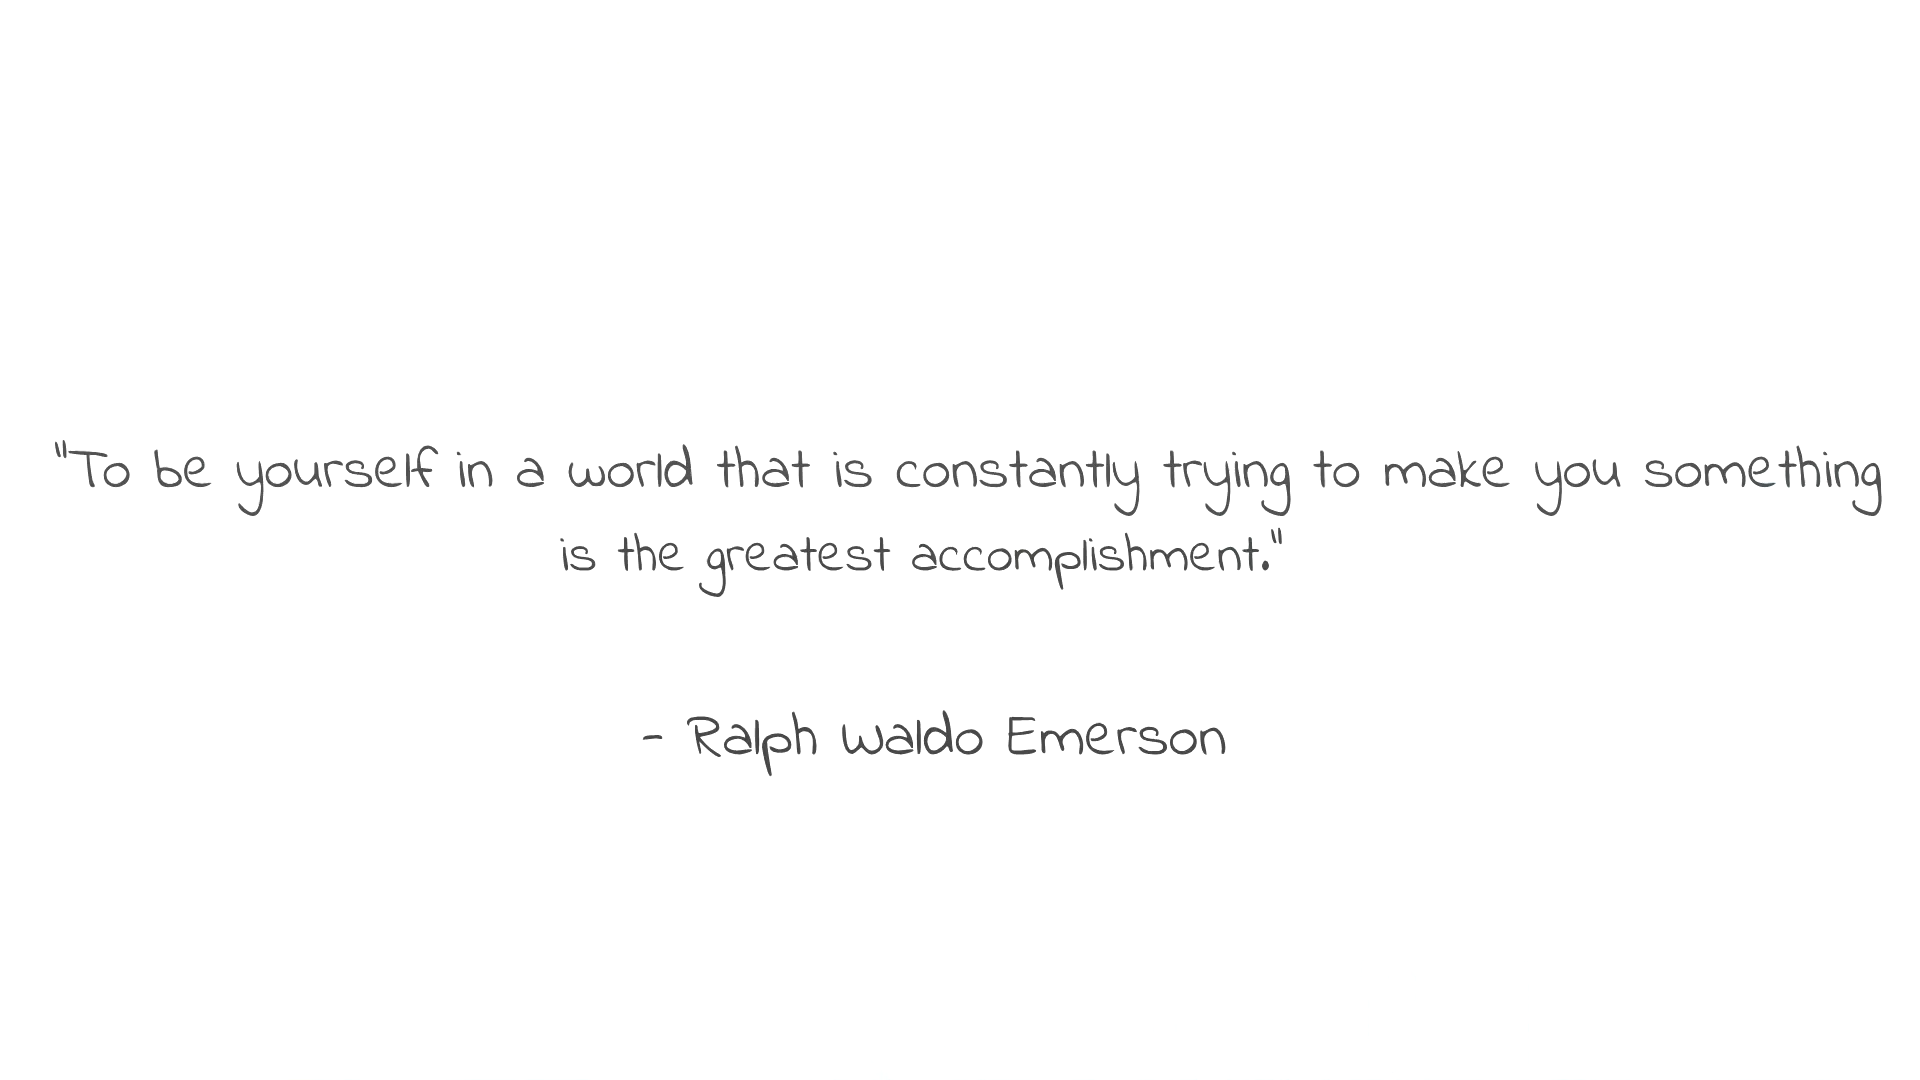 "To be yourself in a world that is constantly trying to make you something
is the greatest accomplishment."
- Ralph Waldo Emerson